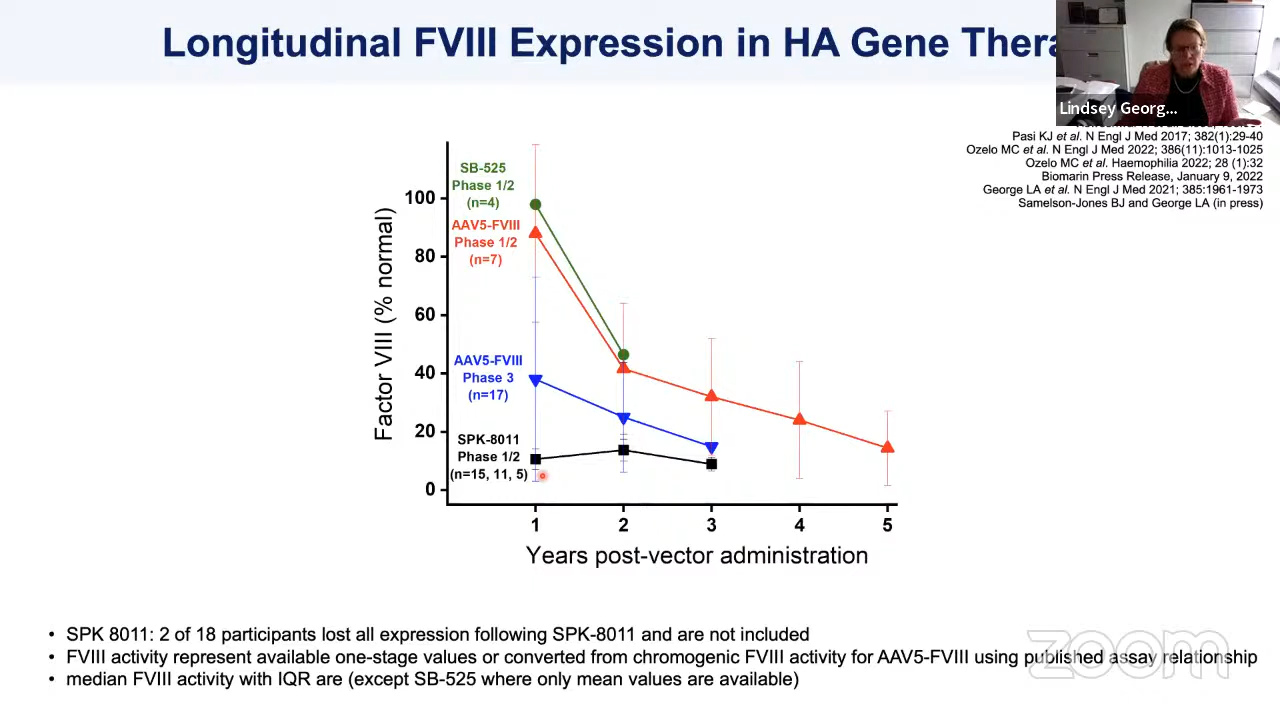 Longitudinal FVIII Expression in HA Gene Thera
Lindsey Georg...
Pasi KJ et al. N Engl J Med 2017; 382(1):29-40
Ozelo MC et al. N Engl J Med 2022; 386(11):1013-1025
Ozelo MC et al. Haemophilia 2022; 28 (1):32
Biomarin Press Release, January 9, 2022
George LA et al. N Engl J Med 2021; 385:1961-1973
Samelson-Jones BJ and George LA (in press)
Factor VIII (% normal)
100
80
60
40
20
0
SB-525
Phase 1/2
(n=4)
AAV5-FVIII
Phase 1/2
(n=7)
AAV5-FVIII
Phase 3
(n=17)
SPK-8011
Phase 1/2
(n=15, 11, 5)
1 2 3 4 5
Years post-vector administration
• SPK 8011: 2 of 18 participants lost all expression following SPK-8011 and are not included
• FVIII activity represent available one-stage values or converted from chromogenic FVIII activity for AAV5-FVIII using published assay relationship
• median FVIII activity with IQR are (except SB-525 where only mean values are available)
zoom